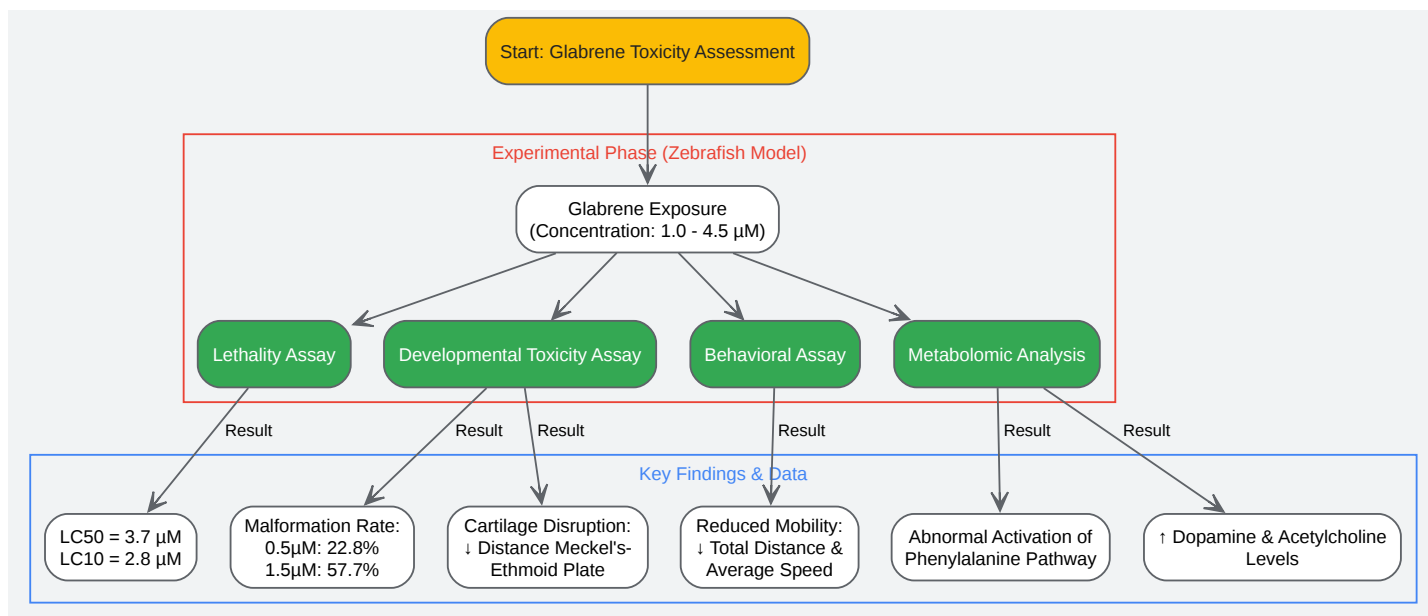 Start: Glabrene Toxicity Assessment
Experimental Phase (Zebrafish Model)
Glabrene Exposure
(Concentration: 1.0 - 4.5 µM)
Lethality Assay
Developmental Toxicity Assay
Behavioral Assay
Metabolomic Analysis
Result
Result
Result
Result
Result
Result
Key Findings & Data
LC50 = 3.7 µM
LC10 = 2.8 µM
Malformation Rate:
0.5µM: 22.8%
1.5µM: 57.7%
Cartilage Disruption:
↓ Distance Meckel's-
Ethmoid Plate
Reduced Mobility:
↓ Total Distance &
Average Speed
Abnormal Activation of
Phenylalanine Pathway
↑ Dopamine & Acetylcholine
Levels